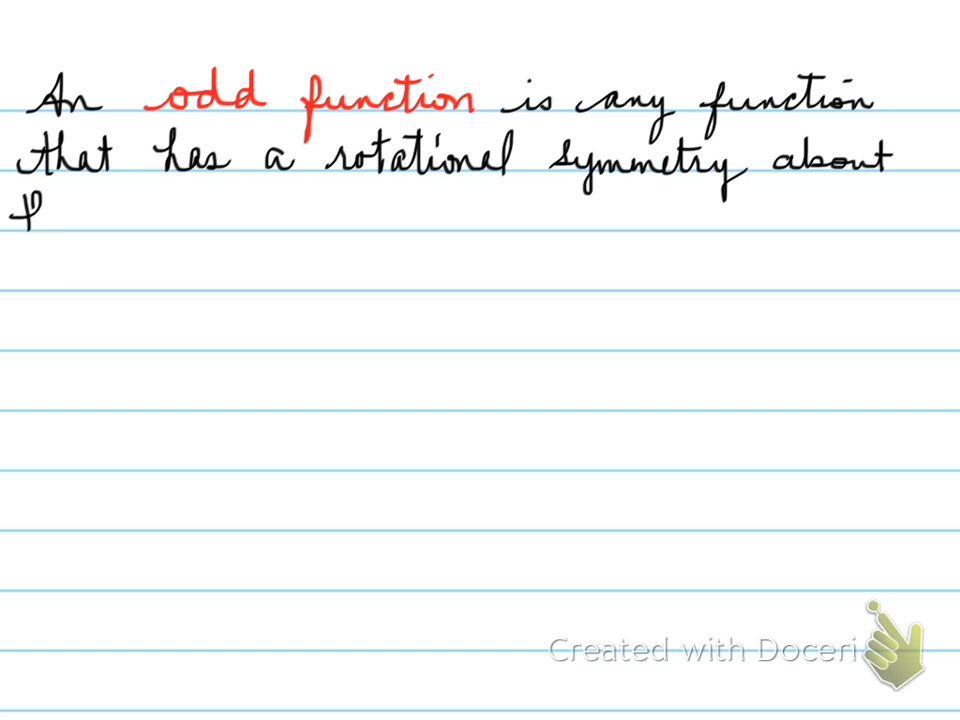 An odd function is any function
that has a rotational symmetry about
Created with Doceri